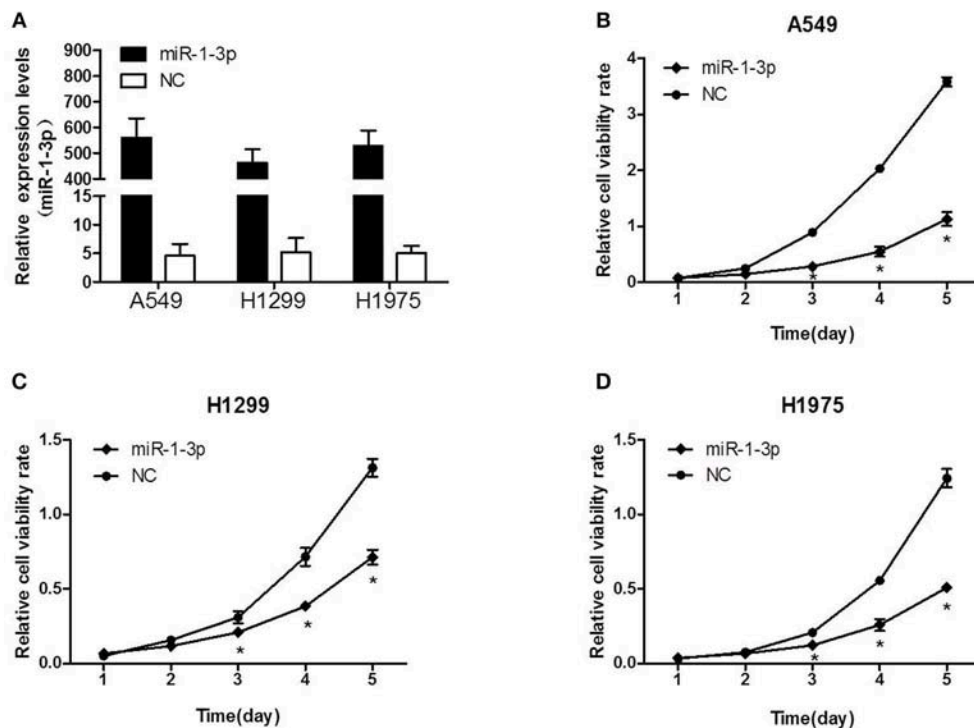 A
Relative expression levels
(miR-1-3p)
900
800
700
600
500
400
15
10
5
0
miR-1-3p
NC
A549
H1299
H1975
B
A549
Relative cell viability rate
4
3
2
1
0
miR-1-3p
NC
*
*
*
1
2
3
4
5
Time(day)
C
H1299
Relative cell viability rate
1.5
1.0
0.5
0.0
miR-1-3p
NC
*
*
*
1
2
3
4
5
Time(day)
D
H1975
Relative cell viability rate
1.5
1.0
0.5
0.0
miR-1-3p
NC
*
*
*
1
2
3
4
5
Time(day)